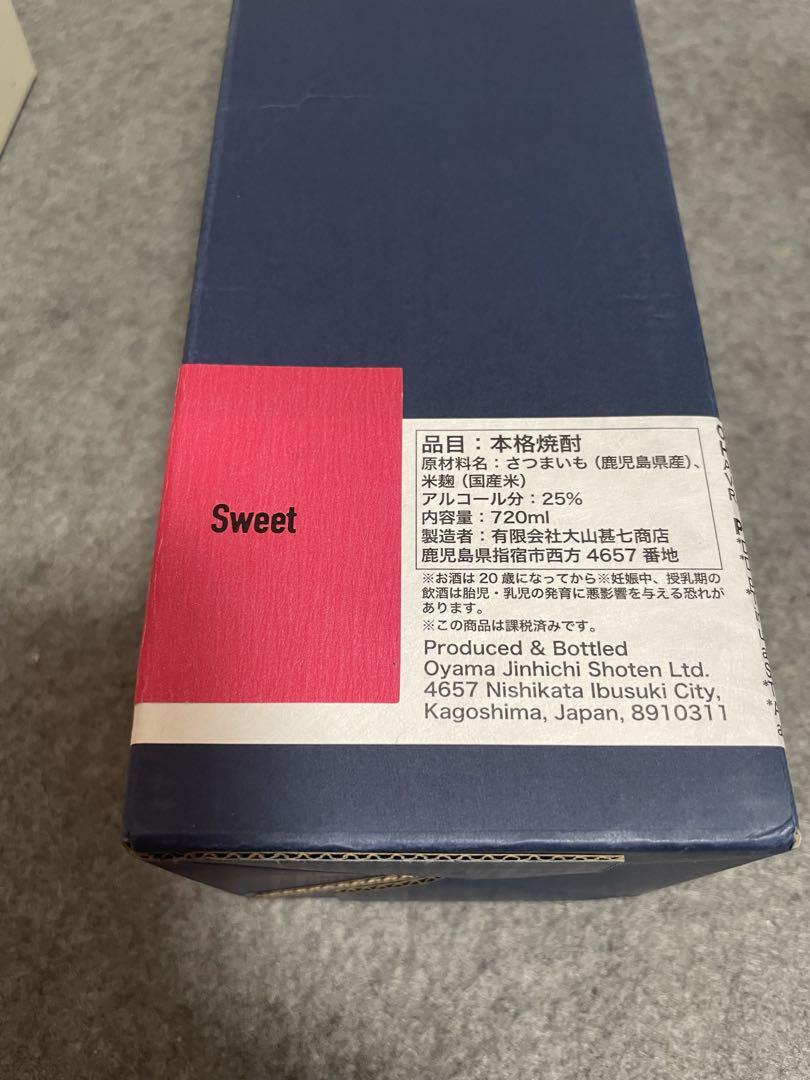 Sweet
品目：本格焼酎
原材料名：さつまいも（鹿児島県産）、
米麹（国産米）
アルコール分：25%
内容量：720ml
製造者：有限会社大山甚七商店
鹿児島県指宿市西方 4657 番地
※お酒は 20 歳になってから※妊娠中、授乳期の
飲酒は胎児・乳児の発育に悪影響を与える恐れが
あります。
※この商品は課税済みです。
Produced & Bottled
Oyama Jinhichi Shoten Ltd.
4657 Nishikata Ibusuki City,
Kagoshima, Japan, 8910311